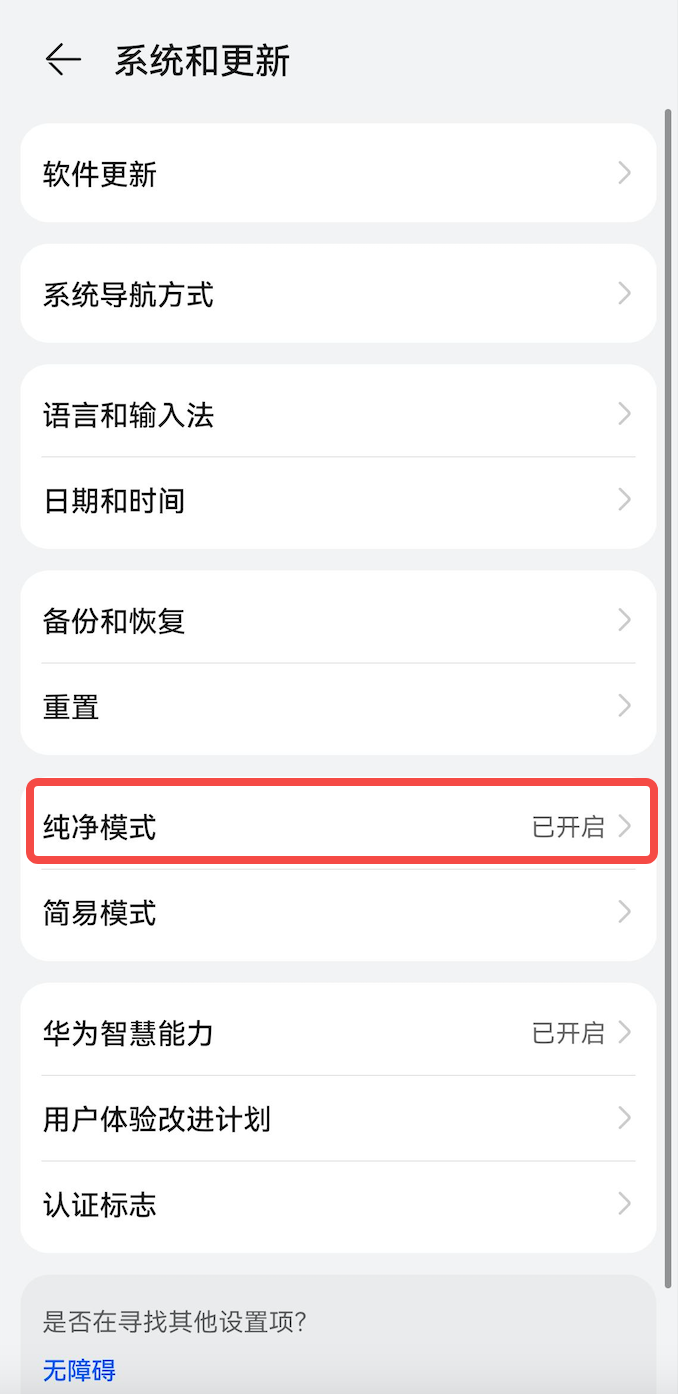 系统和更新
软件更新
系统导航方式
语言和输入法
日期和时间
备份和恢复
重置
纯净模式 已开启
简易模式
华为智慧能力 已开启
用户体验改进计划
认证标志
是否在寻找其他设置项?
无障碍